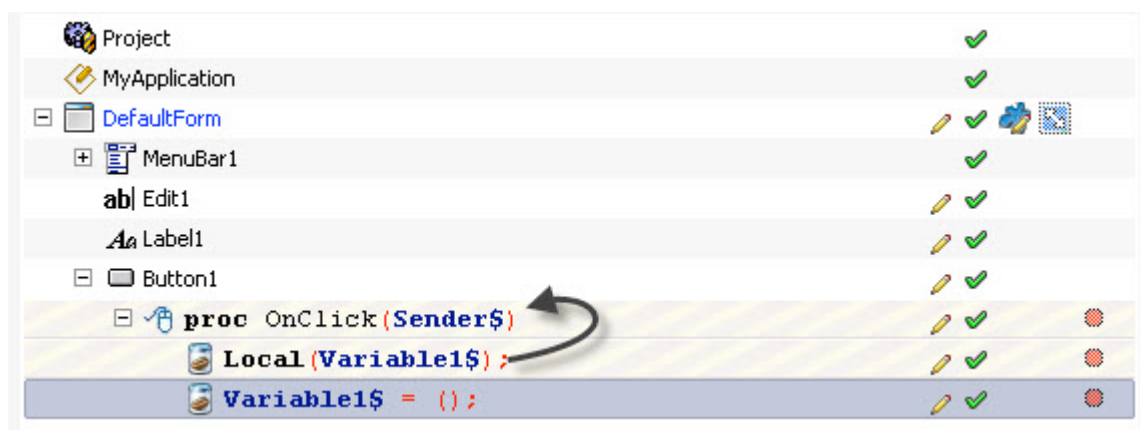 Project
MyApplication
DefaultForm
MenuBar1
ab| Edit1
Aa Label1
Button1
proc OnClick(Sender$)
Local(Variable1$);
Variable1$ = ();